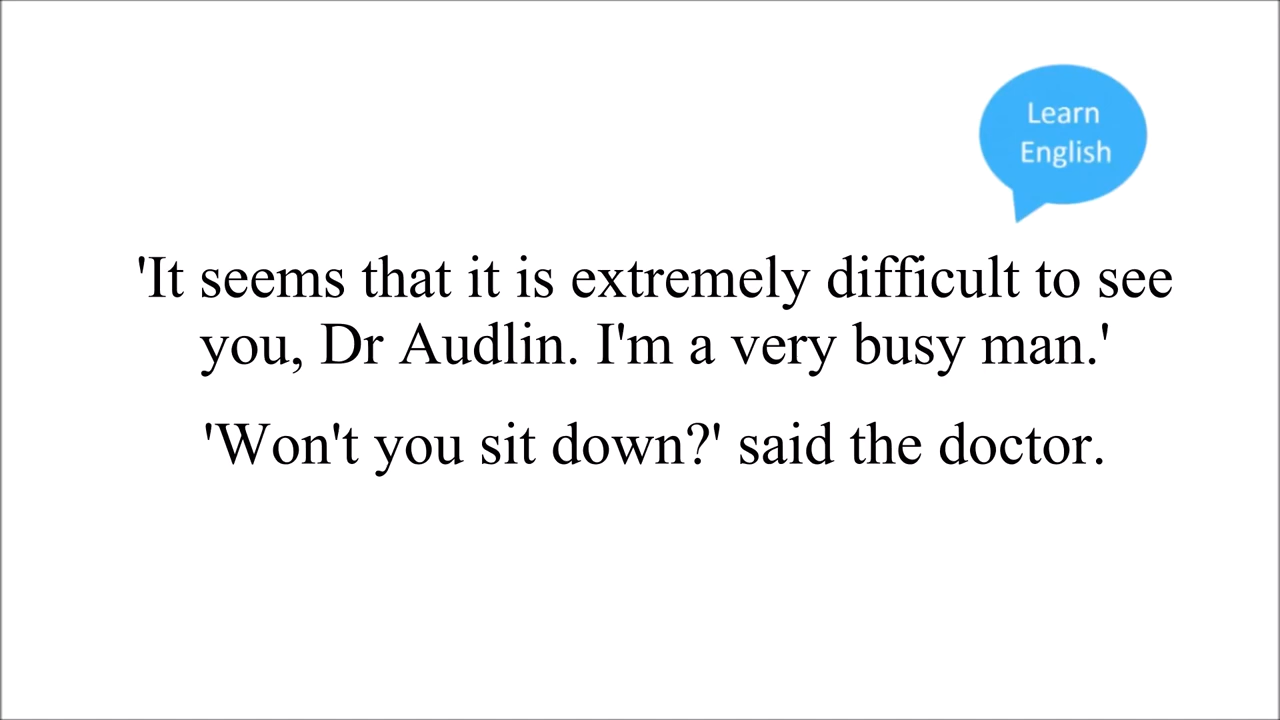 Learn
English
'It seems that it is extremely difficult to see
you, Dr Audlin. I'm a very busy man.'
'Won't you sit down?' said the doctor.